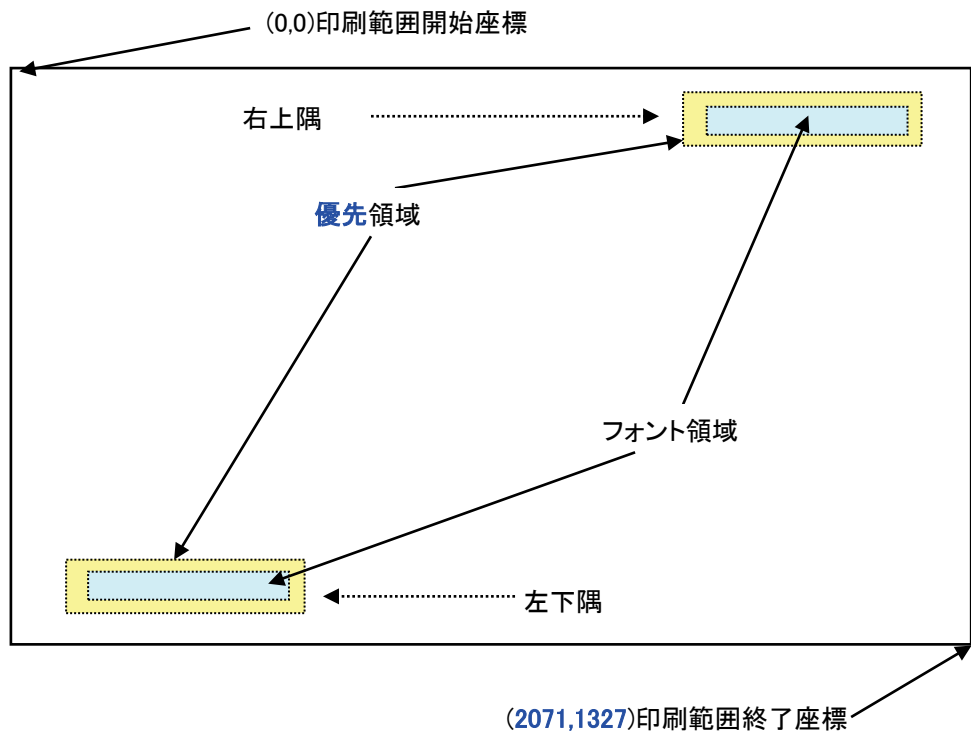 (0,0)印刷範囲開始座標
右上隅
優先領域
フォント領域
左下隅
(2071,1327)印刷範囲終了座標